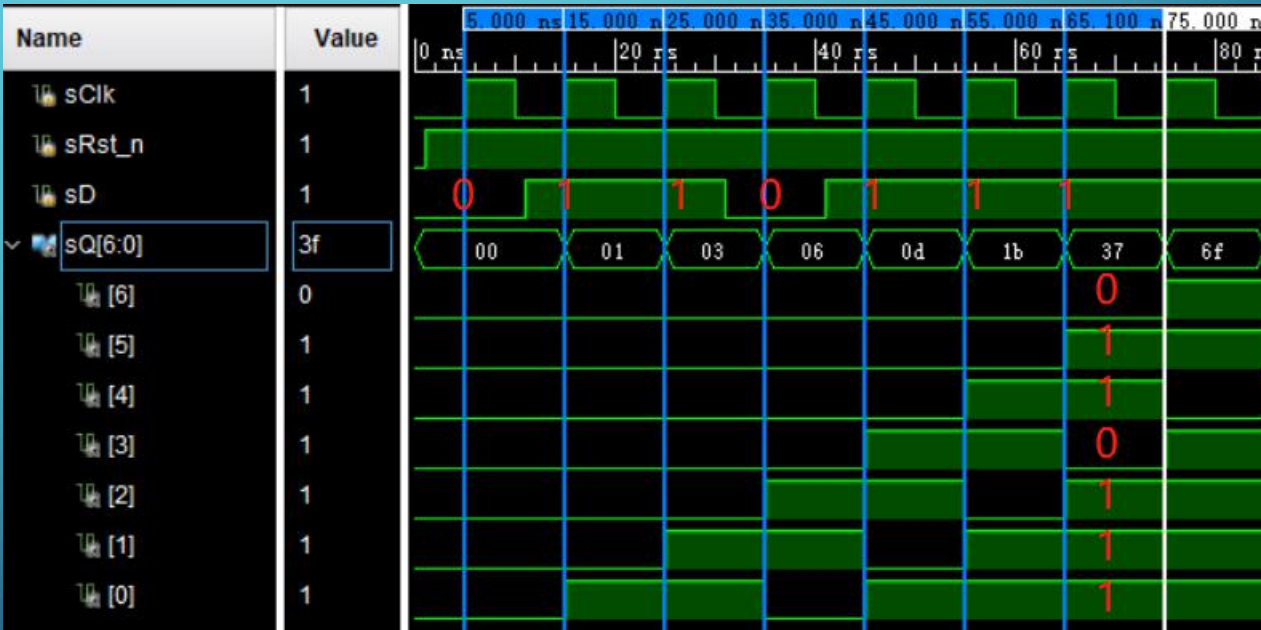 5.000 ns 15.000 n 25.000 n 35.000 n 45.000 n 55.000 n 65.100 n 75.000 n
Name Value 0 ns 20 ns 40 ns 60 ns 80
sClk 1
sRst_n 1
sD 1 0 1 1 0 1 1 1
sQ[6:0] 3f 00 01 03 06 0d 1b 37 6f
[6] 0 0
[5] 1 1
[4] 1 1
[3] 1 0
[2] 1 1
[1] 1 1
[0] 1 1